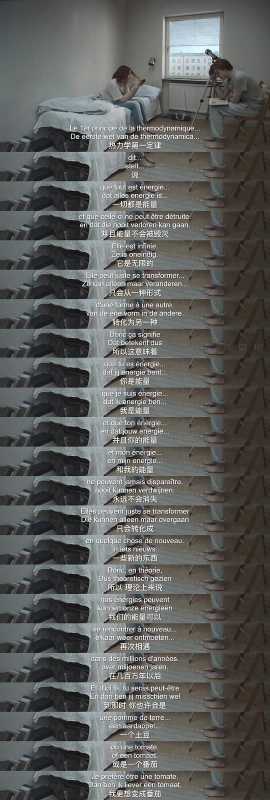 Le 1er principe de la thermodynamique...
De eerste wet van de thermodynamica...
热力学第一定律
dit...
stelt...
说
que tout est énergie...
dat alles energie is...
一切都是能量
et que celle-ci ne peut être détruite.
en dat die nooit verloren kan gaan.
并且能量不会被毁灭
Elle est infinie.
Ze is oneindig.
它是无限的
Elle peut juste se transformer...
Ze kan alleen maar veranderen...
只会从一种形式
d'une forme à une autre.
van de ene vorm in de andere.
转化为另一种
Donc ça signifie
Dat betekent dus
所以这意味着
que tu es énergie...
dat jij energie bent...
你是能量
que je suis énergie...
dat ik energie ben...
我是能量
et que ton énergie...
en dat jouw energie...
并且你的能量
et mon énergie...
en mijn energie...
和我的能量
ne peuvent jamais disparaître.
nooit kunnen verdwijnen.
永远不会消失
Elles peuvent juste se transformer
Die kunnen alleen maar overgaan
只会转化成
en quelque chose de nouveau.
in iets nieuws.
一些新的东西
Donc, en théorie,
Dus theoretisch gezien
所以 理论上来说
nos énergies peuvent
kunnen onze energieën
我们的能量可以
se rencontrer à nouveau...
elkaar weer ontmoeten...
再次相遇
dans des millions d'années.
over miljoenen jaren.
在几百万年以后
Et d'ici là, tu seras peut-être
En dan ben jij misschien wel
到那时 你也许会是
une pomme de terre...
een aardappel...
一个土豆
ou une tomate.
of een tomaat.
或是一个番茄
Je préfère être une tomate.
Dan ben ik liever een tomaat.
我更想变成番茄